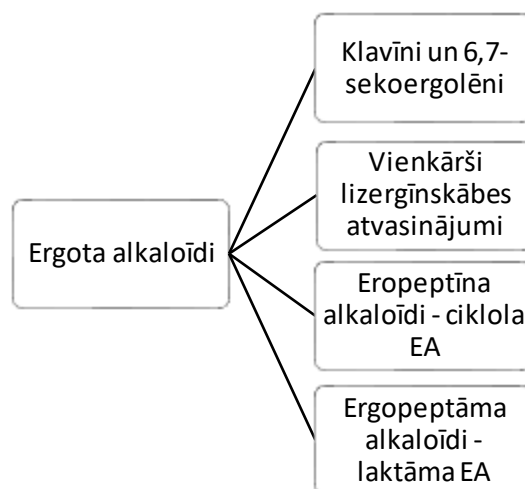 Klavīni un 6,7-
sekoergolēni
Vienkārši
lizergīnskābes
atvasinājumi
Ergota alkaloīdi
Eropeptīna
alkaloīdi - ciklola
EA
Ergopeptāma
alkaloīdi -
laktāma EA